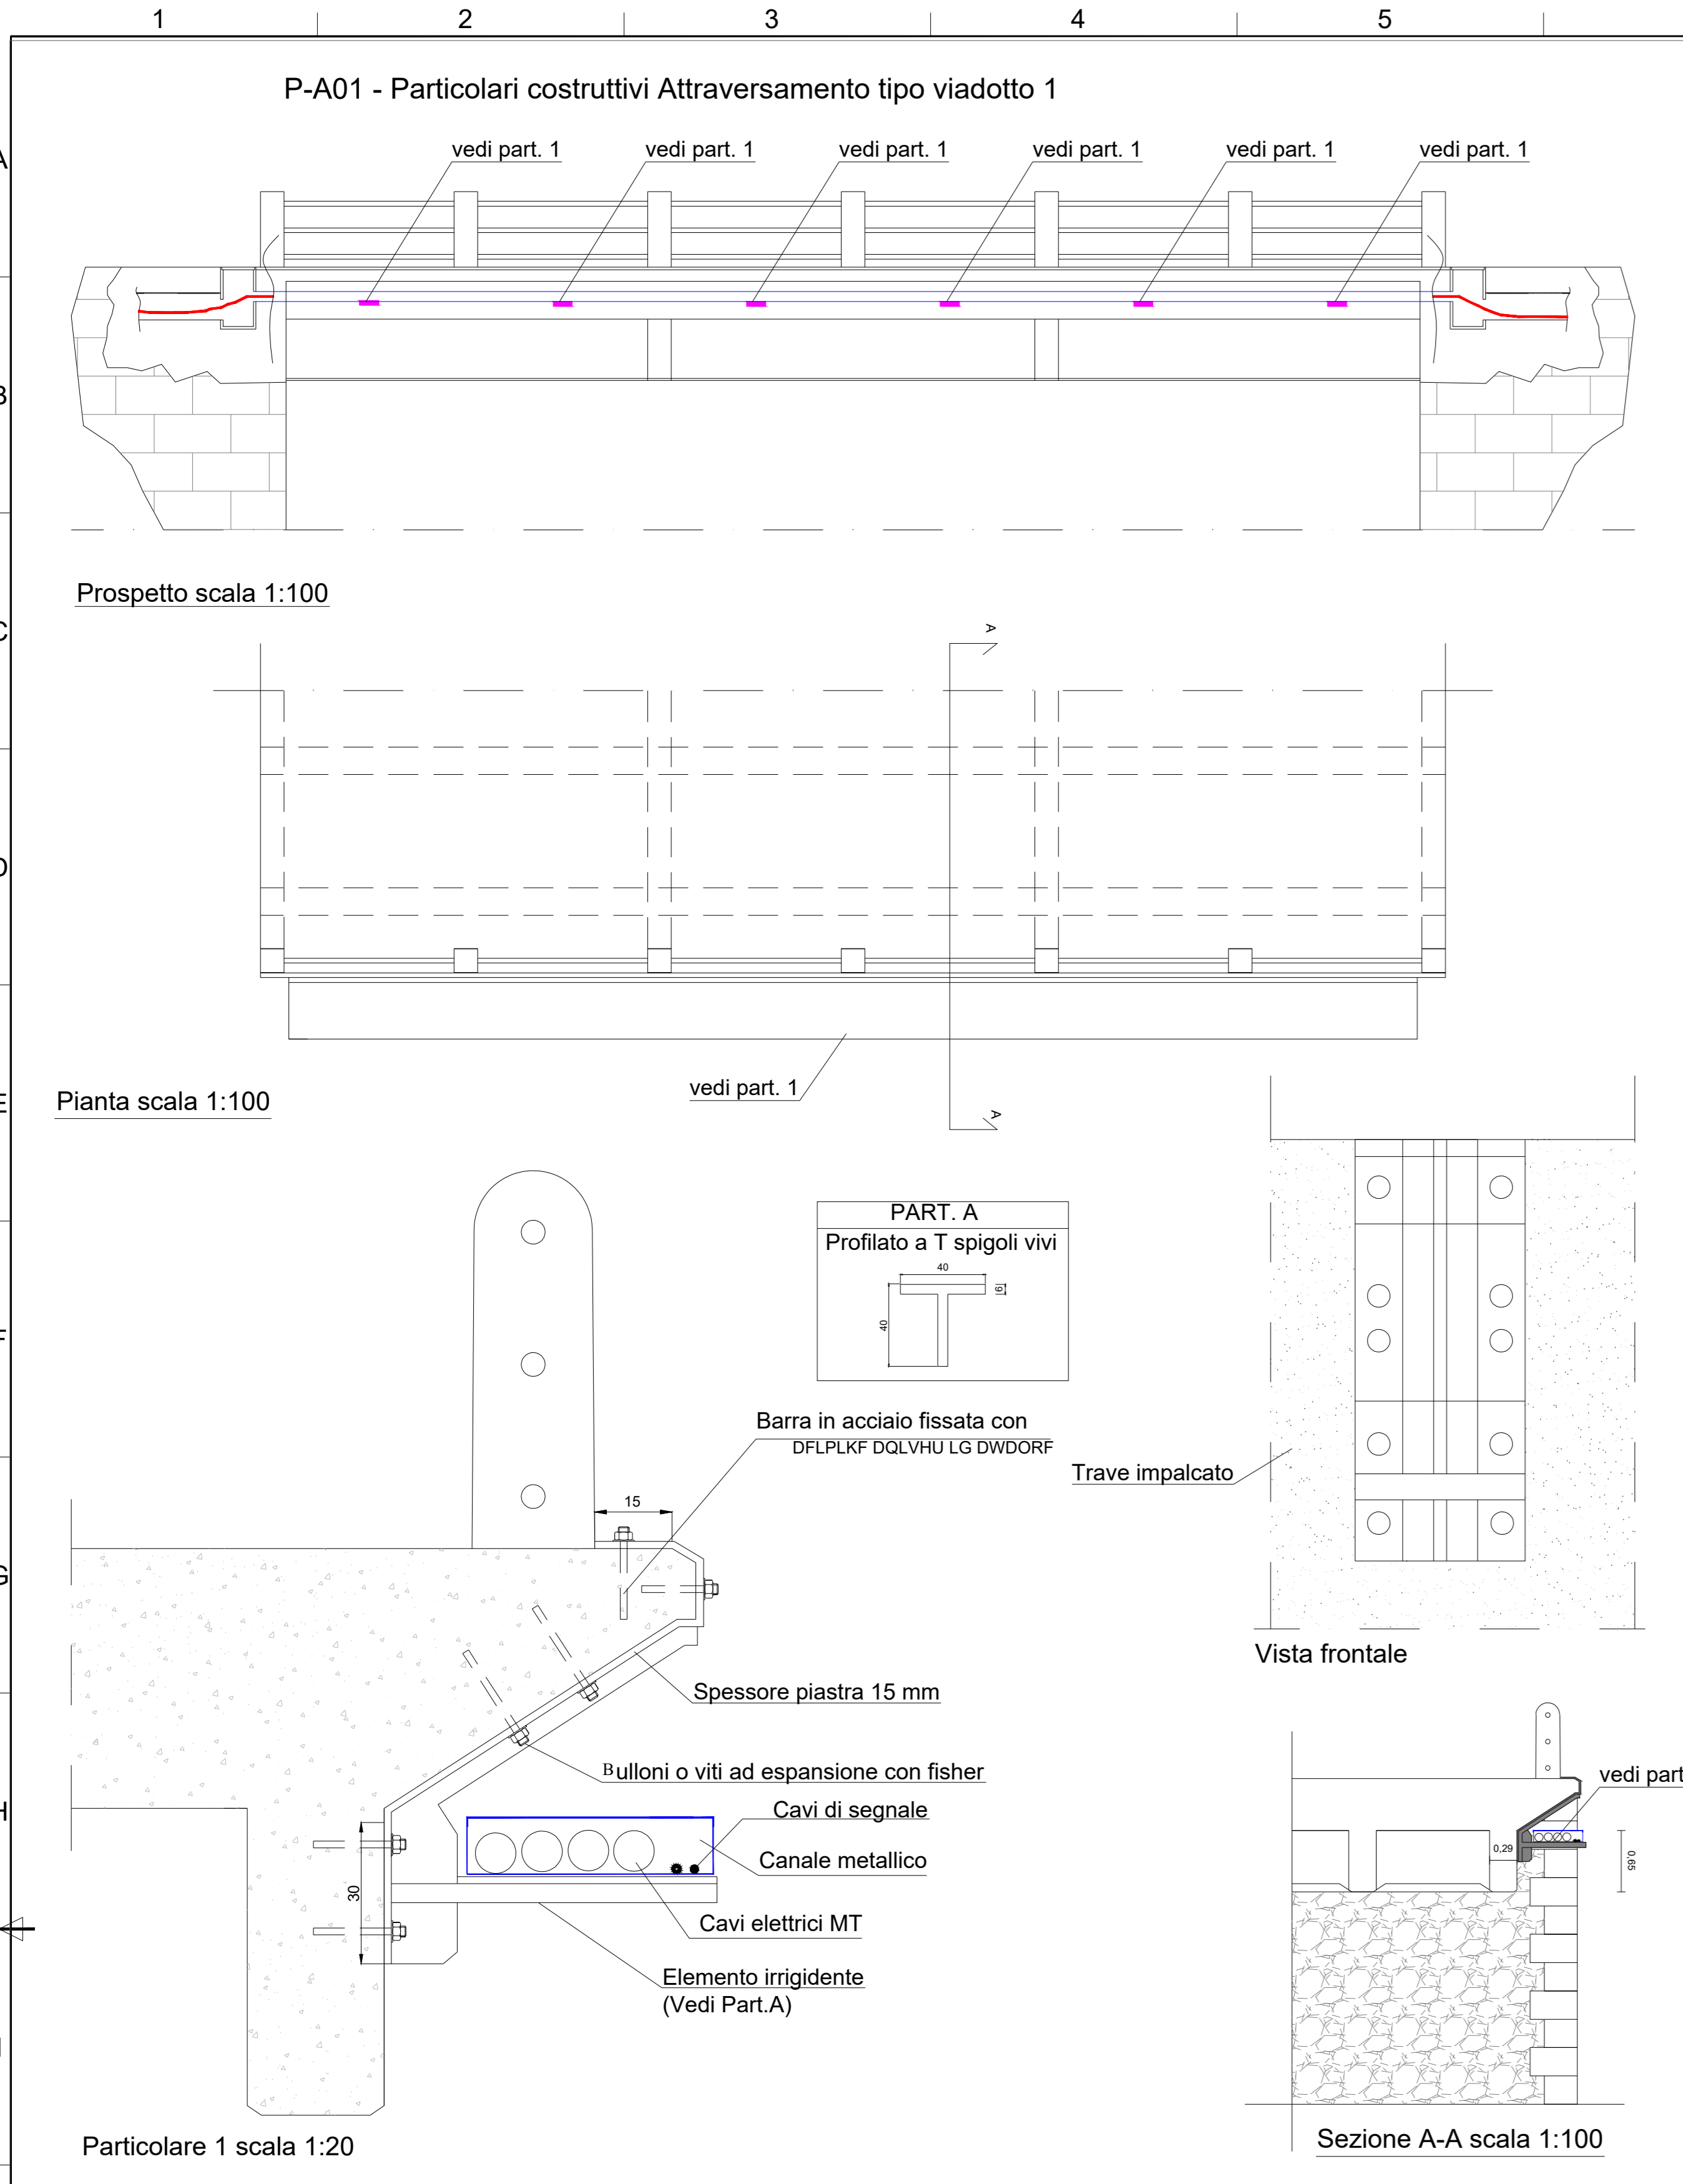 1 2 3 4 5
P-A01 - Particolari costruttivi Attraversamento tipo viadotto 1
A
vedi part. 1 vedi part. 1 vedi part. 1 vedi part. 1 vedi part. 1 vedi part. 1
B
Prospetto scala 1:100
C
A
D
vedi part. 1
Pianta scala 1:100
E
A
PART. A
Profilato a T spigoli vivi
40
6
40
F
Barra in acciaio fissata con
DFLPLKF DQLVHU LG DWDORF
Trave impalcato
15
G
Vista frontale
Spessore piastra 15 mm
Bulloni o viti ad espansione con fisher
vedi part
H
Cavi di segnale
Canale metallico
0,29
0,65
30
Cavi elettrici MT
Elemento irrigidente
(Vedi Part.A)
Particolare 1 scala 1:20
Sezione A-A scala 1:100